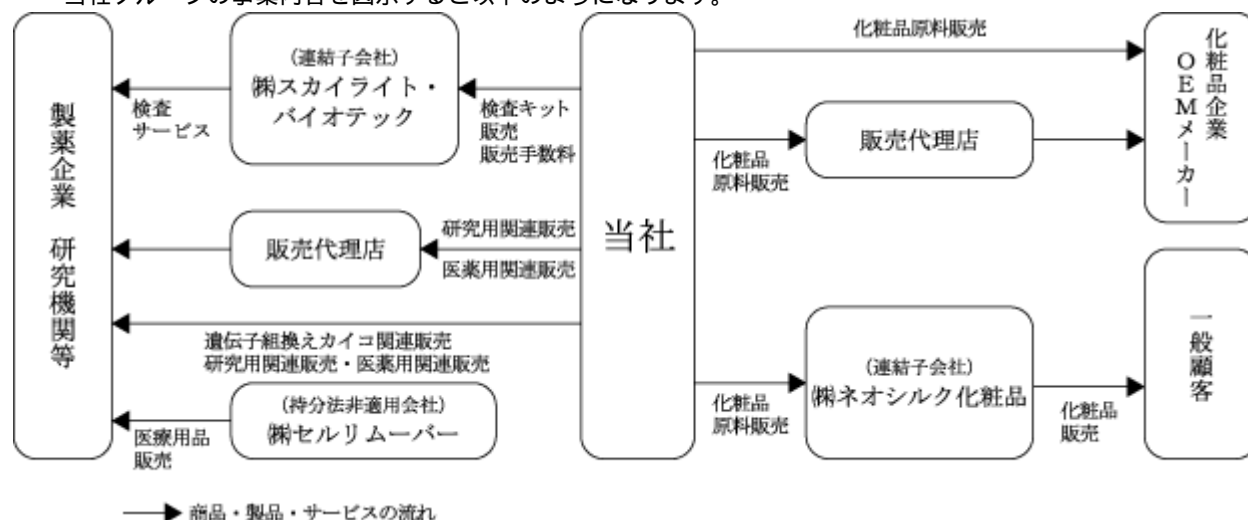 当社グループの事業内容を図示すると以下のようになります。
製薬企業 研究機関等
(連結子会社)
㈱スカイライト・
バイオテック
検査
サービス
検査キット
販売
販売手数料
販売代理店
研究用関連販売
医薬用関連販売
遺伝子組換えカイコ関連販売
研究用関連販売・医薬用関連販売
(持分法非適用会社)
㈱セルリムーバー
医療用品
販売
当社
化粧品原料販売
化粧品
原料販売
販売代理店
化粧品企業
OEMメーカー
化粧品
原料販売
(連結子会社)
㈱ネオシルク化粧品
化粧品
販売
一般顧客
商品・製品・サービスの流れ